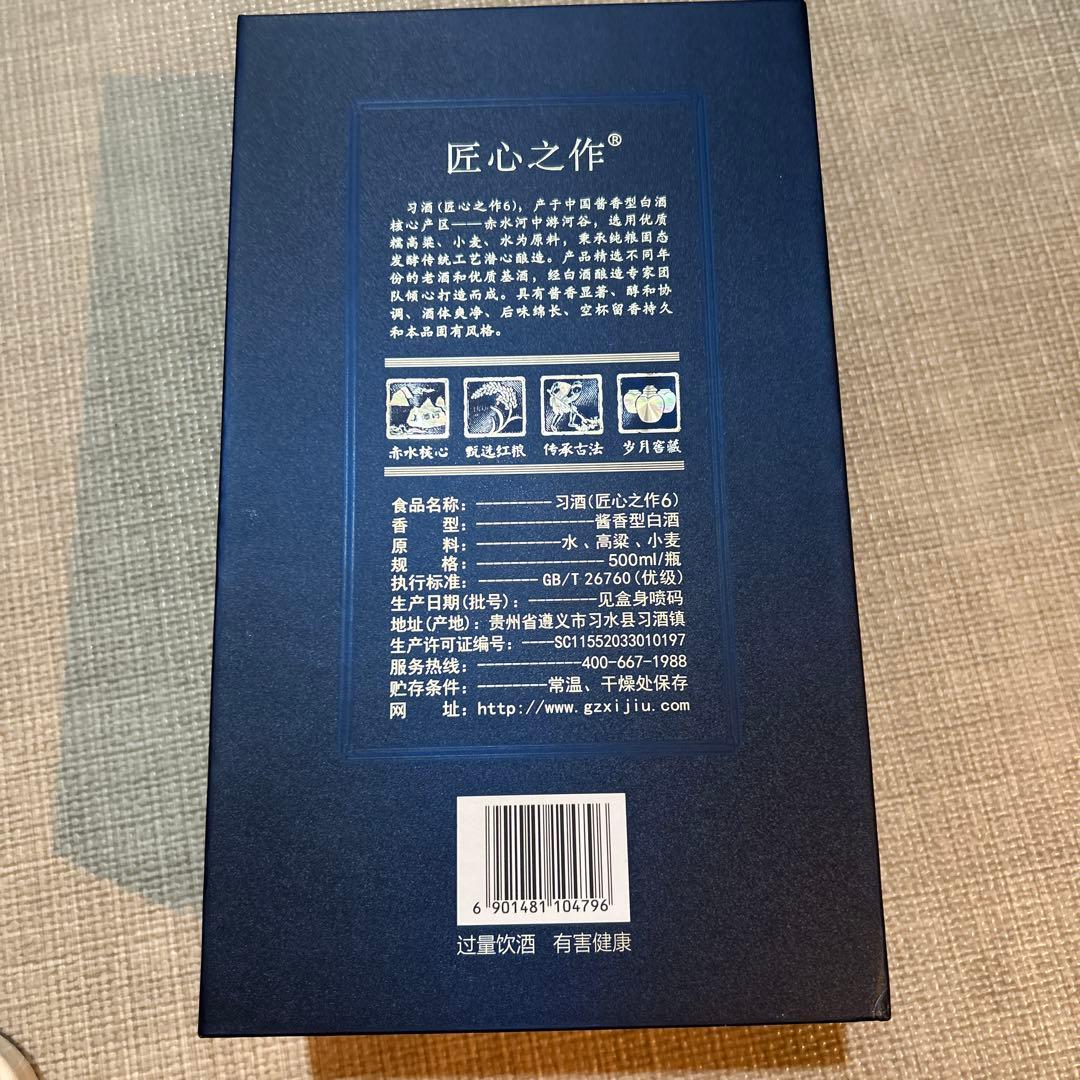 匠心之作®
习酒(匠心之作6)，产于中国酱香型白酒
核心产区——赤水河中游河谷，选用优质
糯高粱、小麦、水为原料，秉承纯粮固态
发酵传统工艺潜心酿造。产品精选不同年
份的老酒和优质基酒，经白酒酿造专家团
队倾心打造而成。具有酱香显著、醇和协
调、酒体爽净、后味绵长、空杯留香持久
和本品固有风格。
赤水核心 甄选红粮 传承古法 岁月窖藏
食品名称：---------习酒(匠心之作6)
香 型：--------------酱香型白酒
原 料：----------水、高粱、小麦
规 格：---------------500ml/瓶
执行标准：-------GB/T 26760(优级)
生产日期(批号)：--------见盒身喷码
地址(产地)：贵州省遵义市习水县习酒镇
生产许可证编号：----SC11552033010197
服务热线：------------400-667-1988
贮存条件：--------常温、干燥处保存
网 址：http://www.gzxijiu.com
6 901481 104796
过量饮酒 有害健康